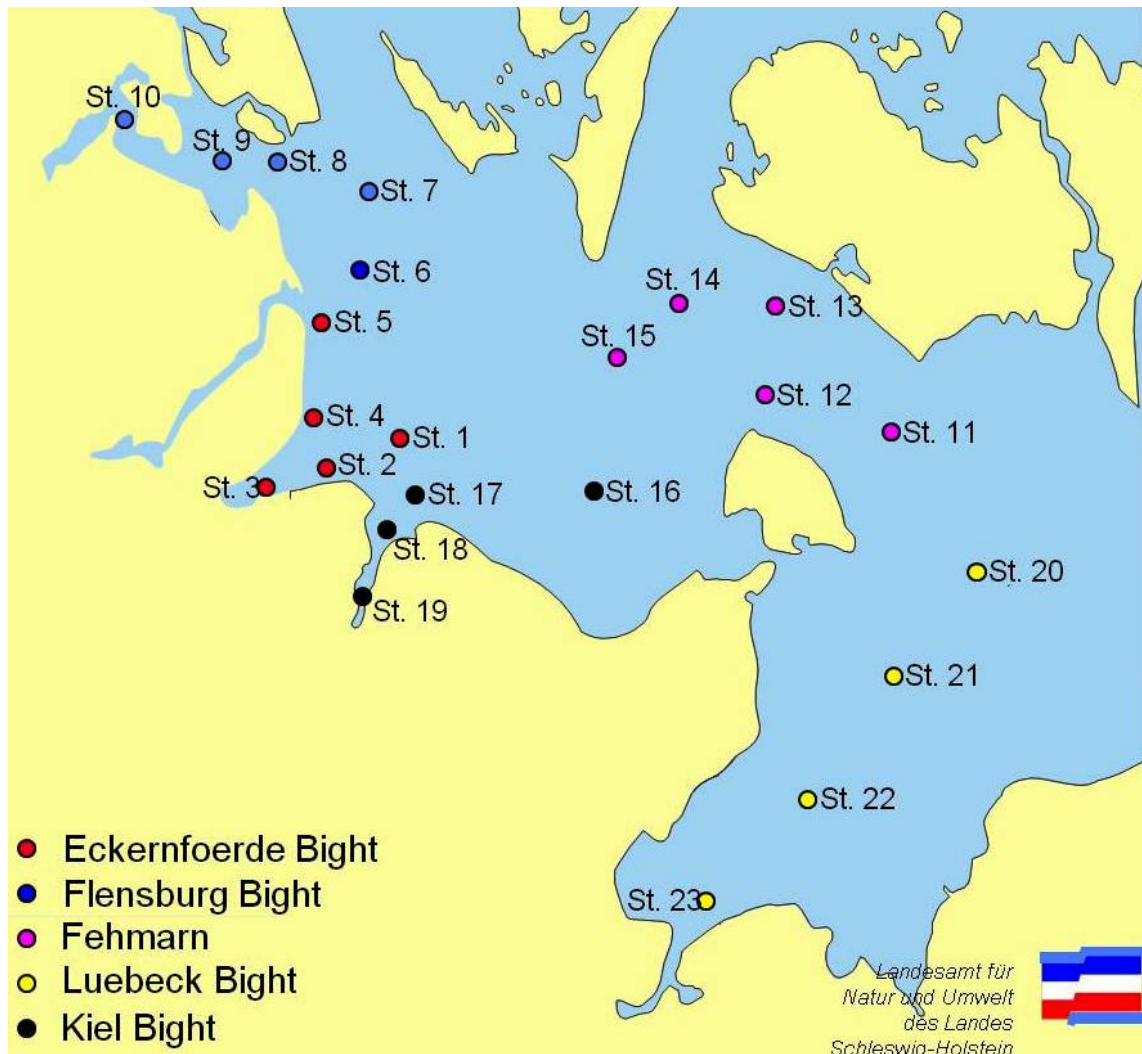 St. 10
St. 9
St. 8
St. 7
St. 6
St. 14
St. 13
St. 5
St. 15
St. 12
St. 4
St. 1
St. 11
St. 2
St. 3
St. 17
St. 16
St. 18
St. 20
St. 19
St. 21
St. 22
St. 23
Eckernfoerde Bight
Flensburg Bight
Fehmarn
Luebeck Bight
Kiel Bight
Landesamt für
Natur und Umwelt
des Landes
Schleswig-Holstein